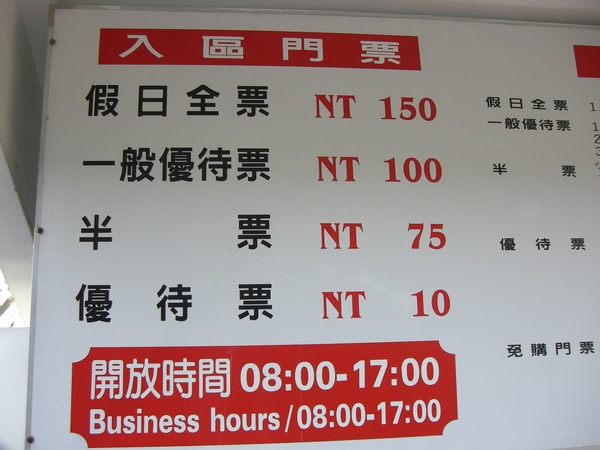 入區門票
假日全票 NT 150
一般優待票 NT 100
半票 NT 75
優待票 NT 10
開放時間 08:00-17:00
Business hours/08:00-17:00
假日全票 1
一般優待票 1
2
半票
優待票
免購門票